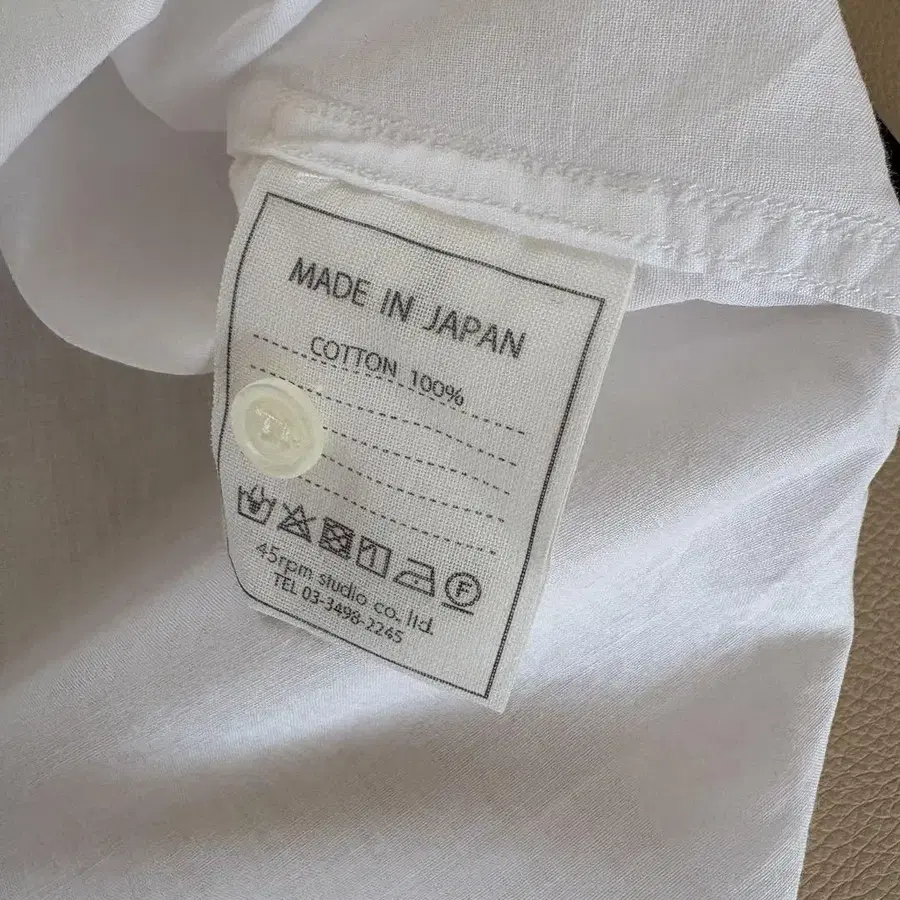 MADE IN JAPAN
COTTON 100%
F
45rpm studio co., ltd.
TEL 03-3498-2245